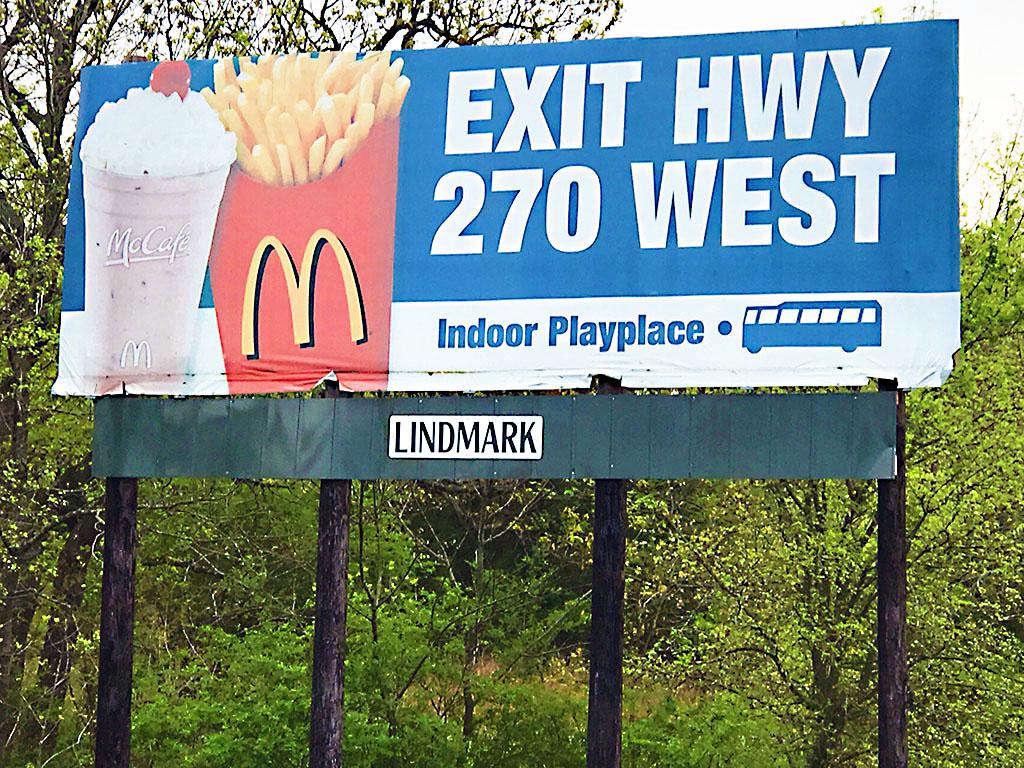 EXIT HWY
270 WEST
McCafé
M
M
Indoor Playplace •
LINDMARK